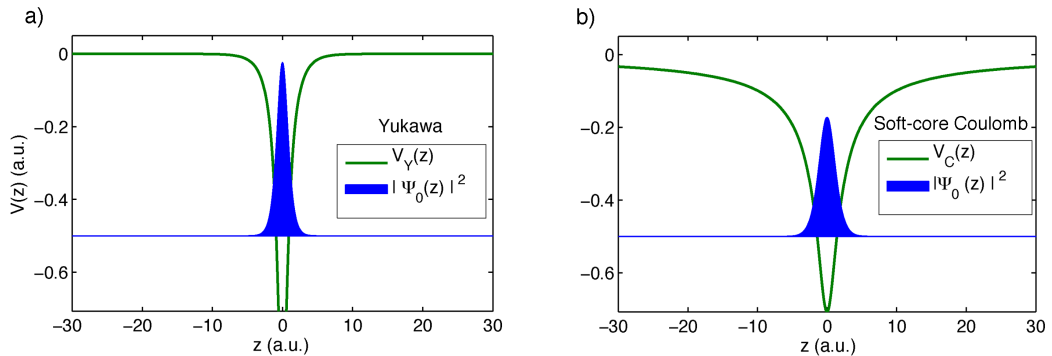 a)
0
−0.2
−0.4
−0.6
V(z) (a.u.)
Yukawa
V_Y(z)
| Ψ_0(z) |^2
−30 −20 −10 0 10 20 30
z (a.u.)
b)
0
−0.2
−0.4
−0.6
Soft-core Coulomb
V_C(z)
|Ψ_0 (z) |^2
−30 −20 −10 0 10 20 30
z (a.u.)